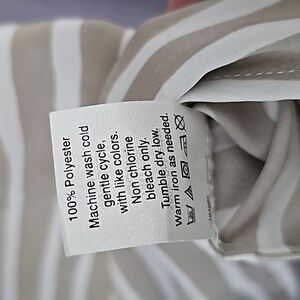 100% Polyester
Machine wash cold
gentle cycle,
with like colors.
Non chlorine
bleach only.
Tumble dry low.
Warm iron as needed.